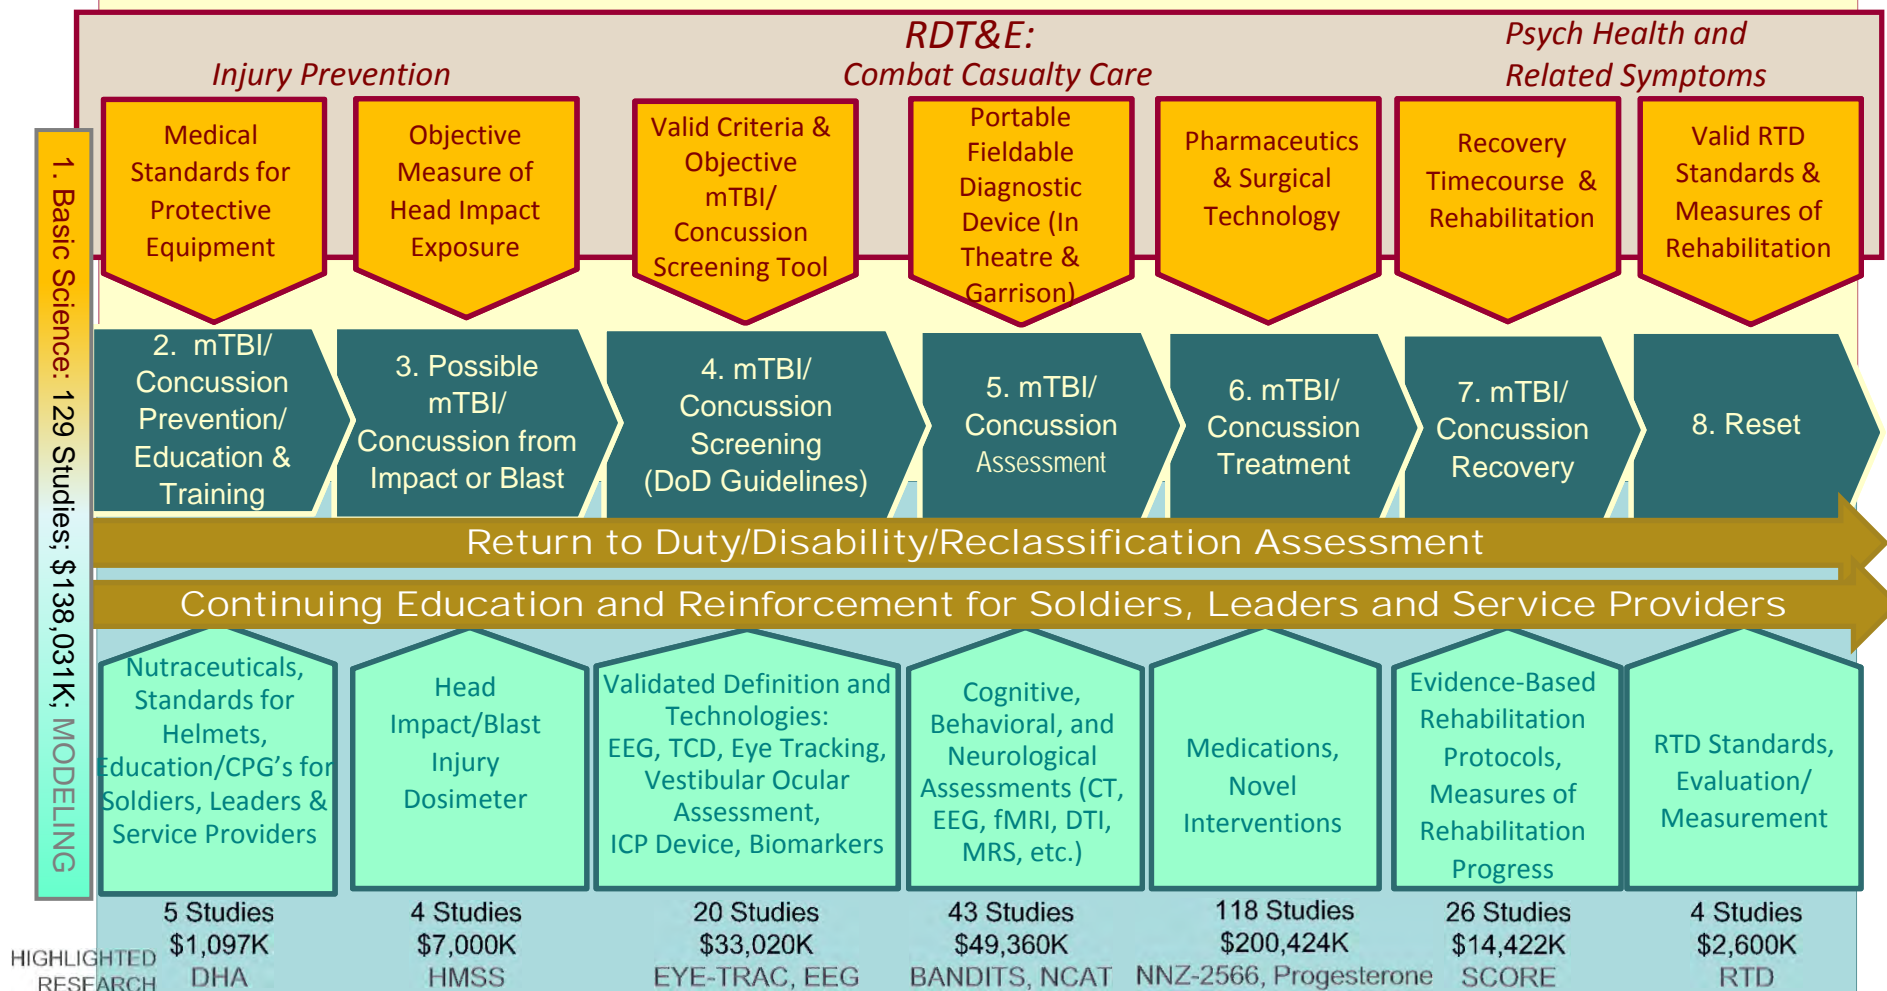 RDT&E:
Combat Casualty Care
Injury Prevention
Psych Health and
Related Symptoms
Medical
Standards for
Protective
Equipment
Objective
Measure of
Head Impact
Exposure
Valid Criteria &
Objective
mTBI/
Concussion
Screening Tool
Portable
Fieldable
Diagnostic
Device (In
Theatre &
Garrison)
Pharmaceutics
& Surgical
Technology
Recovery
Timecourse &
Rehabilitation
Valid RTD
Standards &
Measures of
Rehabilitation
1. Basic Science: 129 Studies; $138,031K; MODELING
2. mTBI/
Concussion
Prevention/
Education &
Training
3. Possible
mTBI/
Concussion from
Impact or Blast
4. mTBI/
Concussion
Screening
(DoD Guidelines)
5. mTBI/
Concussion
Assessment
6. mTBI/
Concussion
Treatment
7. mTBI/
Concussion
Recovery
8. Reset
Return to Duty/Disability/Reclassification Assessment
Continuing Education and Reinforcement for Soldiers, Leaders and Service Providers
Nutraceuticals,
Standards for
Helmets,
Education/CPG's for
Soldiers, Leaders &
Service Providers
Head
Impact/Blast
Injury
Dosimeter
Validated Definition and
Technologies:
EEG, TCD, Eye Tracking,
Vestibular Ocular
Assessment,
ICP Device, Biomarkers
Cognitive,
Behavioral, and
Neurological
Assessments (CT,
EEG, fMRI, DTI,
MRS, etc.)
Medications,
Novel
Interventions
Evidence-Based
Rehabilitation
Protocols,
Measures of
Rehabilitation
Progress
RTD Standards,
Evaluation/
Measurement
5 Studies
$1,097K
DHA
4 Studies
$7,000K
HMSS
20 Studies
$33,020K
EYE-TRAC, EEG
43 Studies
$49,360K
BANDITS, NCAT
118 Studies
$200,424K
NNZ-2566, Progesterone
26 Studies
$14,422K
SCORE
4 Studies
$2,600K
RTD
HIGHLIGHTED
RESEARCH